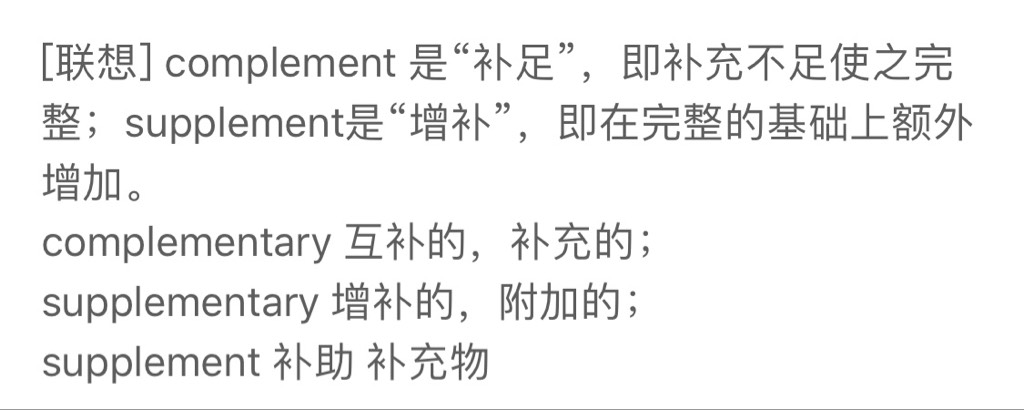 [联想] complement 是“补足”，即补充不足使之完
整；supplement是“增补”，即在完整的基础上额外
增加。
complementary 互补的，补充的；
supplementary 增补的，附加的；
supplement 补助 补充物